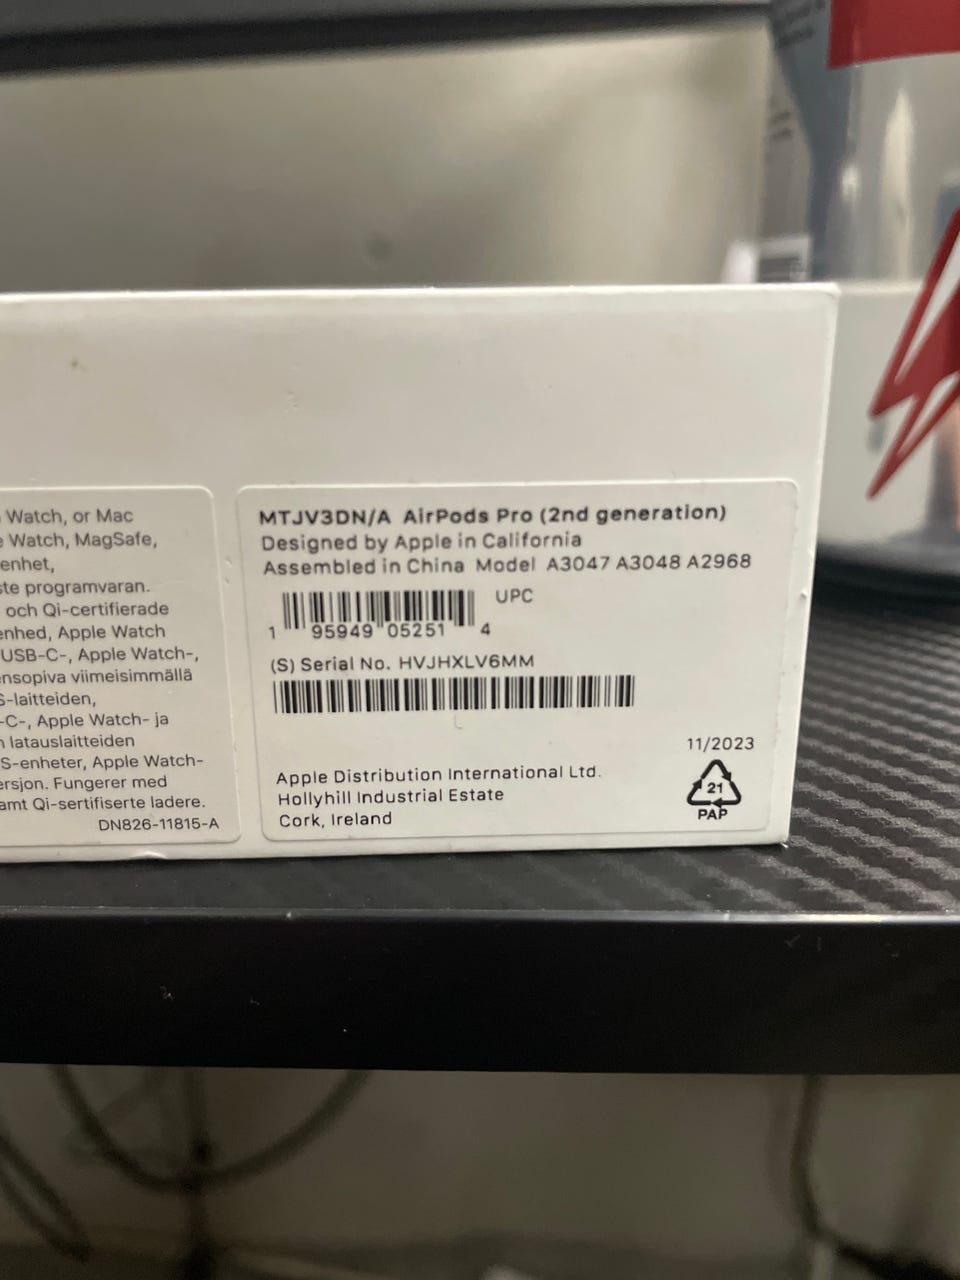 Watch, or Mac
Watch, MagSafe,
enhet,
ste programvaran.
och Qi-certifierade
enhed, Apple Watch
USB-C-, Apple Watch-,
ensopiva viimeisimmällä
S-laitteiden,
-C-, Apple Watch- ja
latauslaitteiden
S-enheter, Apple Watch-
ersjon. Fungerer med
amt Qi-sertifiserte ladere.
DN826-11815-A
MTJV3DN/A AirPods Pro (2nd generation)
Designed by Apple in California
Assembled in China Model A3047 A3048 A2968
UPC
1 95949 05251 4
(S) Serial No. HVJHXLV6MM
11/2023
Apple Distribution International Ltd.
Hollyhill Industrial Estate
Cork, Ireland
21
PAP